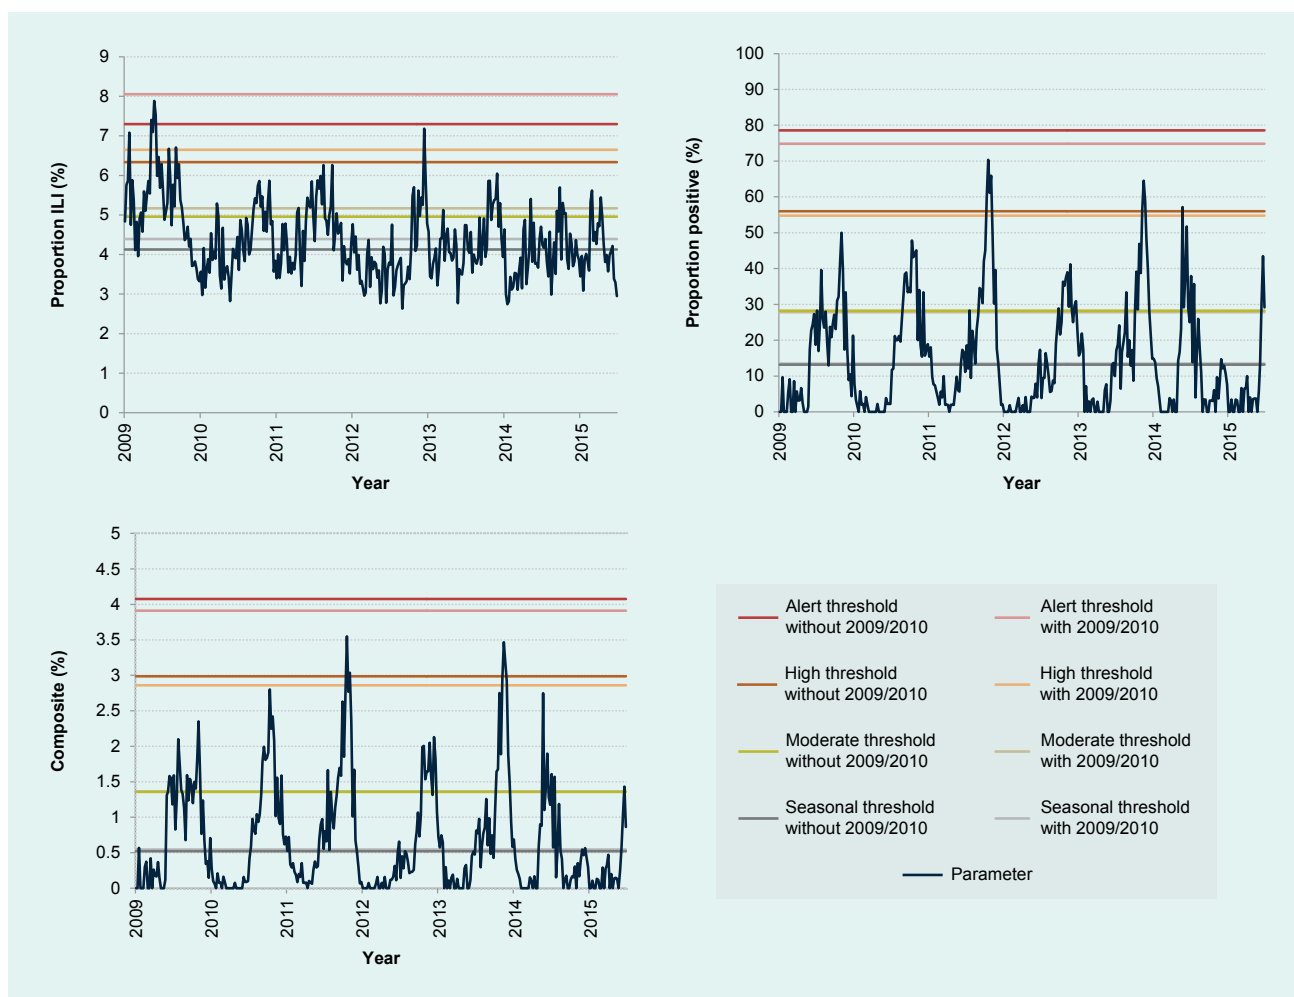 9
8
7
6
5
4
3
2
1
0
Proportion ILI (%)
2009
2010
2011
2012
2013
2014
2015
Year
100
90
80
70
60
50
40
30
20
10
0
Proportion positive (%)
2009
2010
2011
2012
2013
2014
2015
Year
5
4.5
4
3.5
3
2.5
2
1.5
1
0.5
0
Composite (%)
2009
2010
2011
2012
2013
2014
2015
Year
Alert threshold
without 2009/2010
Alert threshold
with 2009/2010
High threshold
without 2009/2010
High threshold
with 2009/2010
Moderate threshold
without 2009/2010
Moderate threshold
with 2009/2010
Seasonal threshold
without 2009/2010
Seasonal threshold
with 2009/2010
Parameter